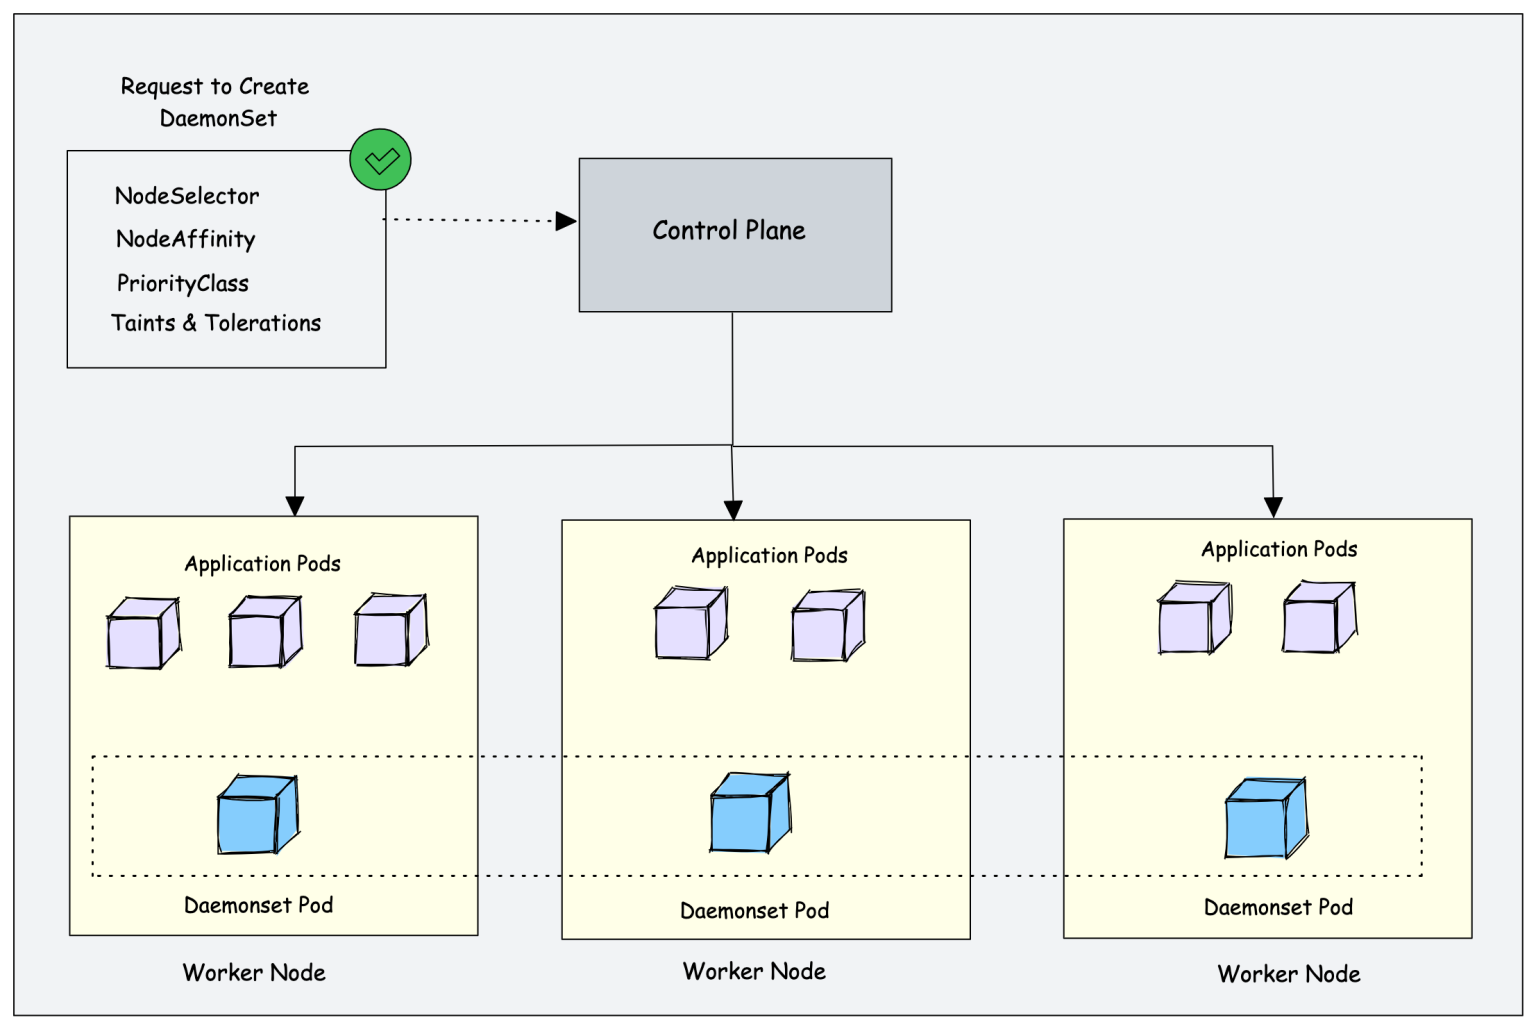 Request to Create
DaemonSet
NodeSelector
NodeAffinity
PriorityClass
Taints & Tolerations
Control Plane
Application Pods
Application Pods
Application Pods
Daemonset Pod
Daemonset Pod
Daemonset Pod
Worker Node
Worker Node
Worker Node